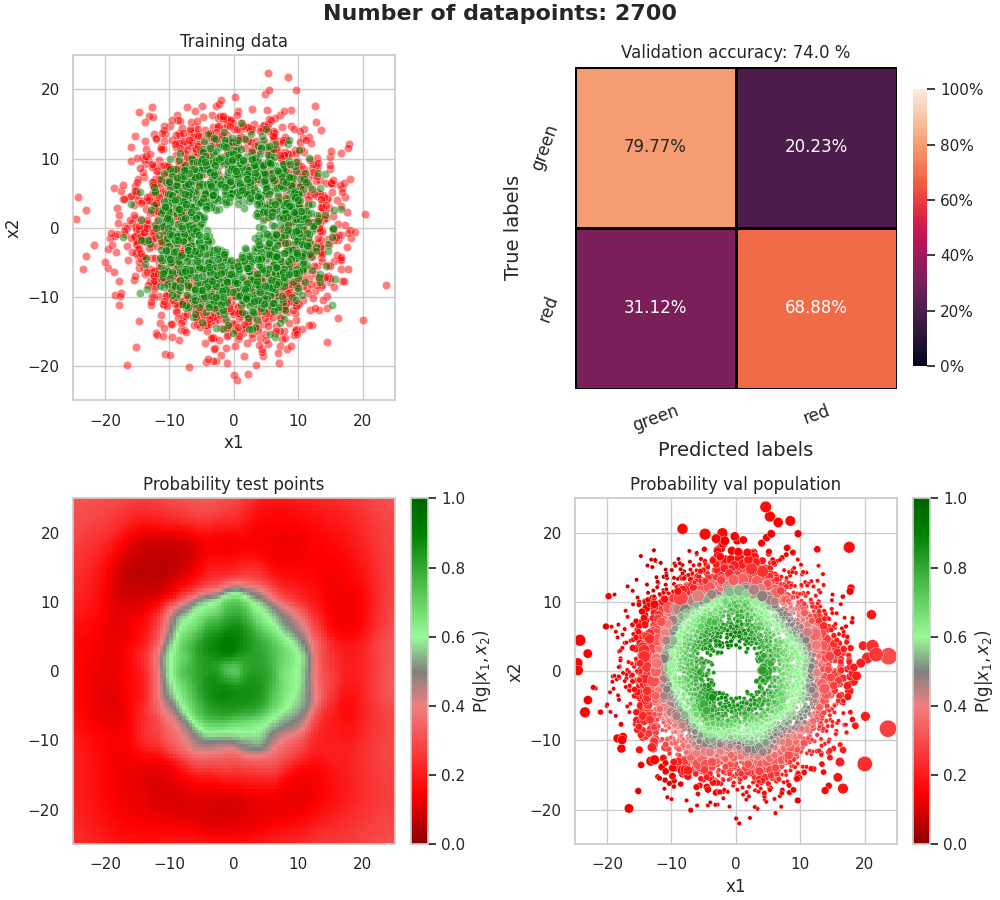 Number of datapoints: 2700
Training data
20
10
0
−10
−20
x2
−20 −10 0 10 20
x1
Validation accuracy: 74.0 %
True labels
green
red
79.77% 20.23%
31.12% 68.88%
green red
Predicted labels
100%
80%
60%
40%
20%
0%
Probability test points
20
10
0
−10
−20
−20 −10 0 10 20
1.0
0.8
0.6
0.4
0.2
0.0
P(g|x₁, x₂)
Probability val population
x2
20
10
0
−10
−20
−20 −10 0 10 20
x1
1.0
0.8
0.6
0.4
0.2
0.0
P(g|x₁, x₂)